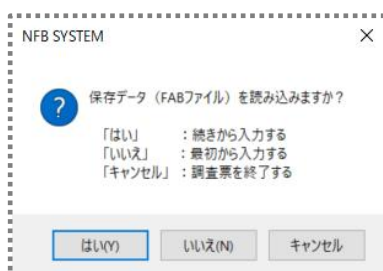 NFB SYSTEM
保存データ（FABファイル）を読み込みますか？
「はい」　　：続きから入力する
「いいえ」　：最初から入力する
「キャンセル」：調査票を終了する
はい(Y)　いいえ(N)　キャンセル